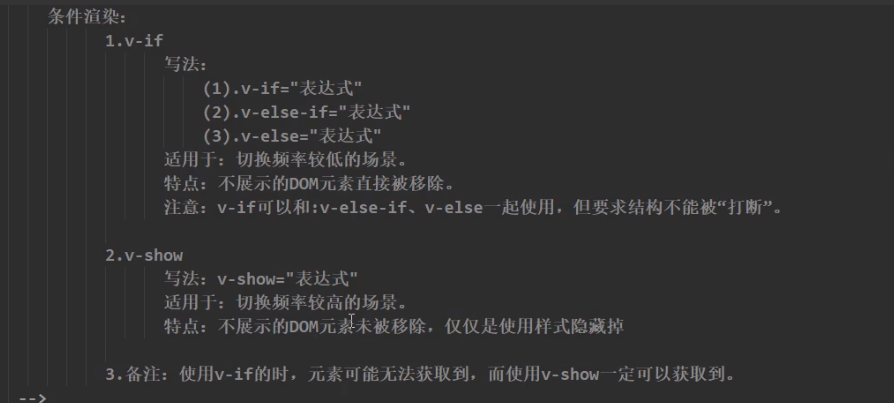 条件渲染:
1.v-if
写法:
(1).v-if="表达式"
(2).v-else-if="表达式"
(3).v-else="表达式"
适用于: 切换频率较低的场景。
特点: 不展示的DOM元素直接被移除。
注意: v-if可以和:v-else-if、v-else一起使用，但要求结构不能被“打断”。
2.v-show
写法: v-show="表达式"
适用于: 切换频率较高的场景。
特点: 不展示的DOM元素未被移除，仅仅是使用样式隐藏掉
3.备注: 使用v-if的时，元素可能无法获取到，而使用v-show一定可以获取到。
-->